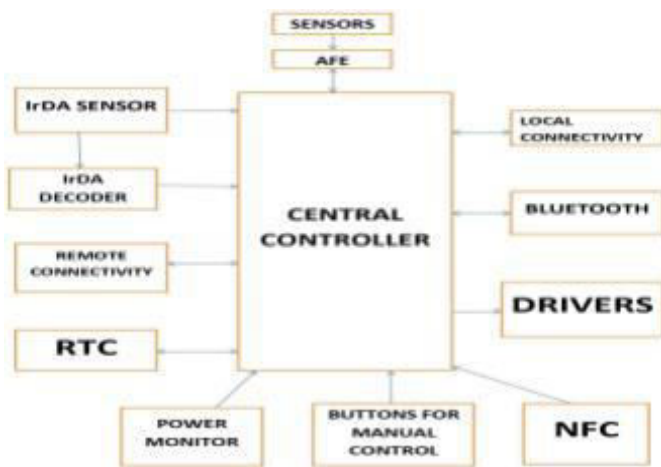 SENSORS
AFE
IrDA SENSOR
LOCAL
CONNECTIVITY
IrDA
DECODER
CENTRAL
CONTROLLER
BLUETOOTH
REMOTE
CONNECTIVITY
DRIVERS
RTC
POWER
MONITOR
BUTTONS FOR
MANUAL
CONTROL
NFC